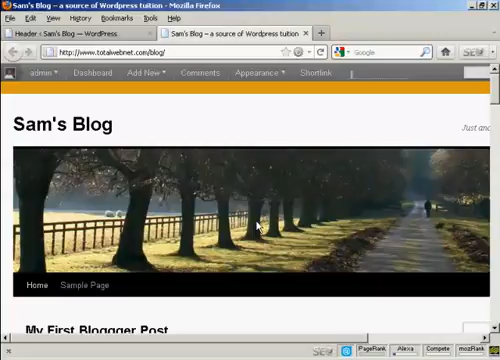 Sam's Blog – a source of Wordpress tuition - Mozilla Firefox
File Edit View History Bookmarks Tools Help
Header ‹ Sam's Blog — WordPress
Sam's Blog – a source of Wordpress tuition
http://www.totalwebnet.com/blog/
Google
admin Dashboard Add New Comments Appearance Shortlink
Sam's Blog
Just an
Home Sample Page
My First Blogger Post
PageRank Alexa Compete mozRank